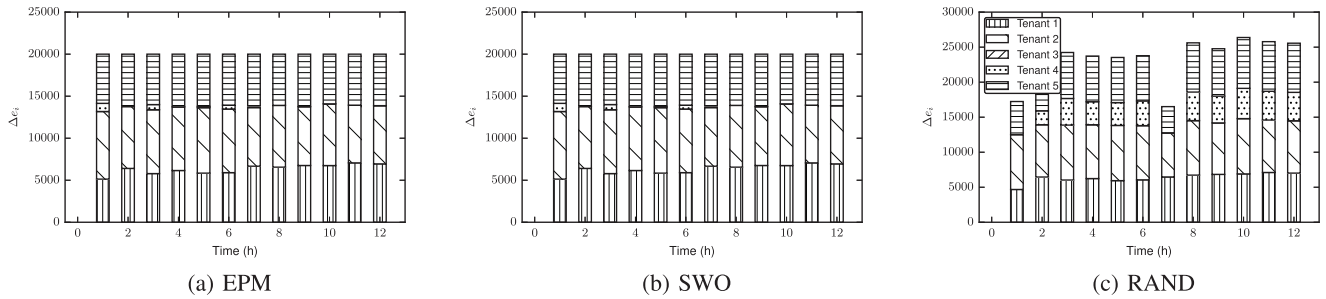 25000
20000
15000
10000
5000
0
Δe_i
0 2 4 6 8 10 12
Time (h)
(a) EPM
25000
20000
15000
10000
5000
0
Δe_i
0 2 4 6 8 10 12
Time (h)
(b) SWO
30000
25000
20000
15000
10000
5000
0
Δe_i
Tenant 1
Tenant 2
Tenant 3
Tenant 4
Tenant 5
0 2 4 6 8 10 12
Time (h)
(c) RAND